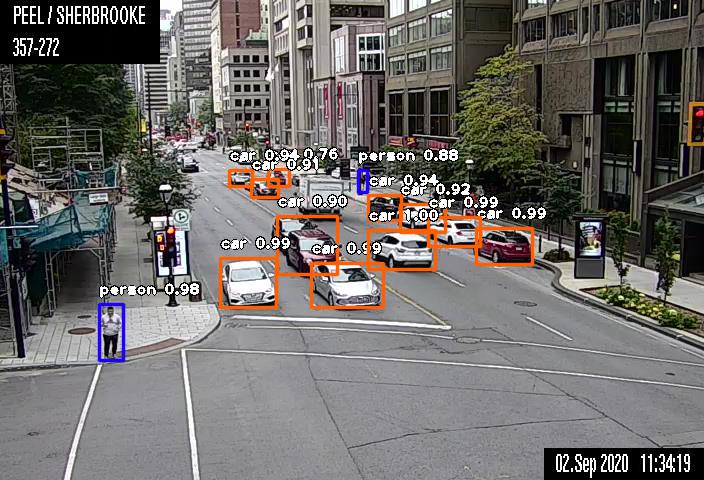 PEEL / SHERBROOKE
357-272
car 0.94
0.76
car 0.91
person 0.88
car 0.94
car 0.92
car 0.90
car 0.99
car 1.00
car 0.99
car 0.99
car 0.99
person 0.98
02.Sep 2020 11:34:19